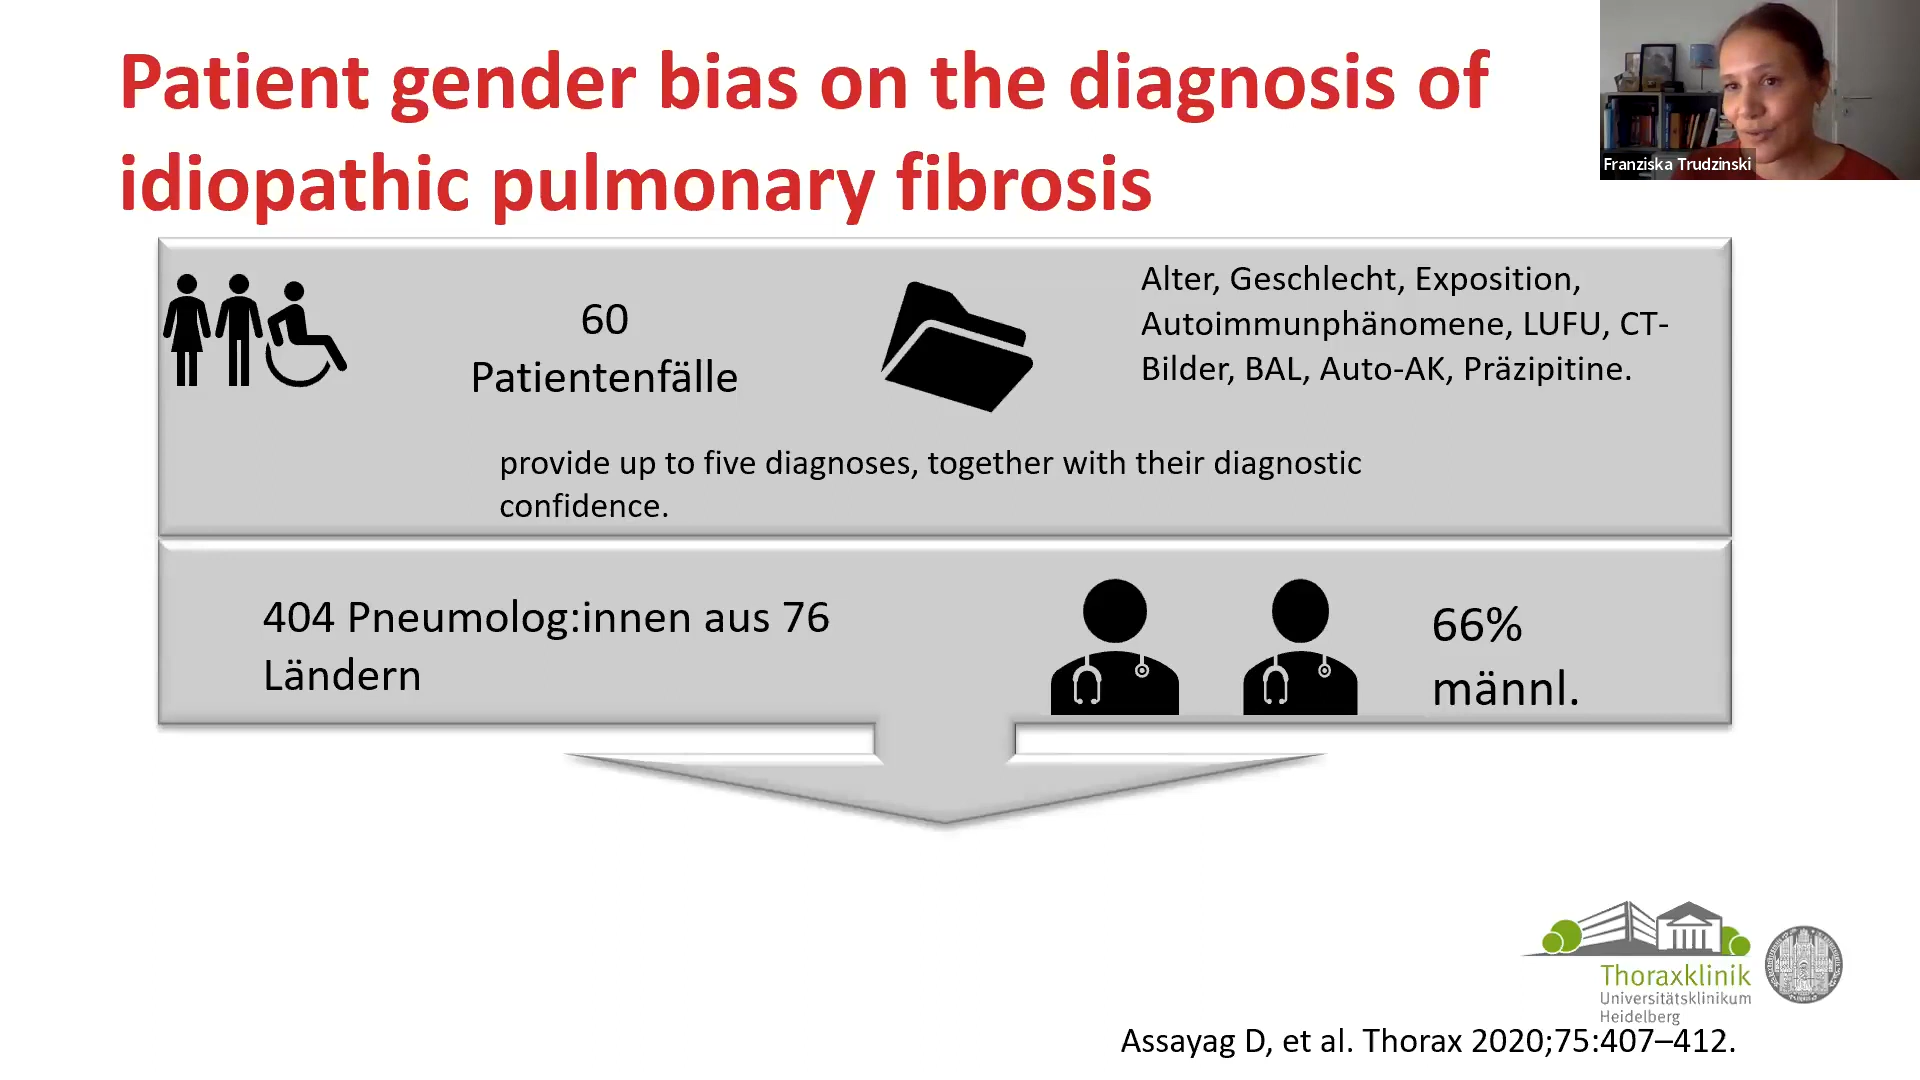 Patient gender bias on the diagnosis of
idiopathic pulmonary fibrosis
Franziska Trudzinski
60
Patientenfälle
Alter, Geschlecht, Exposition,
Autoimmunphänomene, LUFU, CT-
Bilder, BAL, Auto-AK, Präzipitine.
provide up to five diagnoses, together with their diagnostic
confidence.
404 Pneumolog:innen aus 76
Ländern
66%
männl.
Thoraxklinik
Universitätsklinikum
Heidelberg
Assayag D, et al. Thorax 2020;75:407–412.